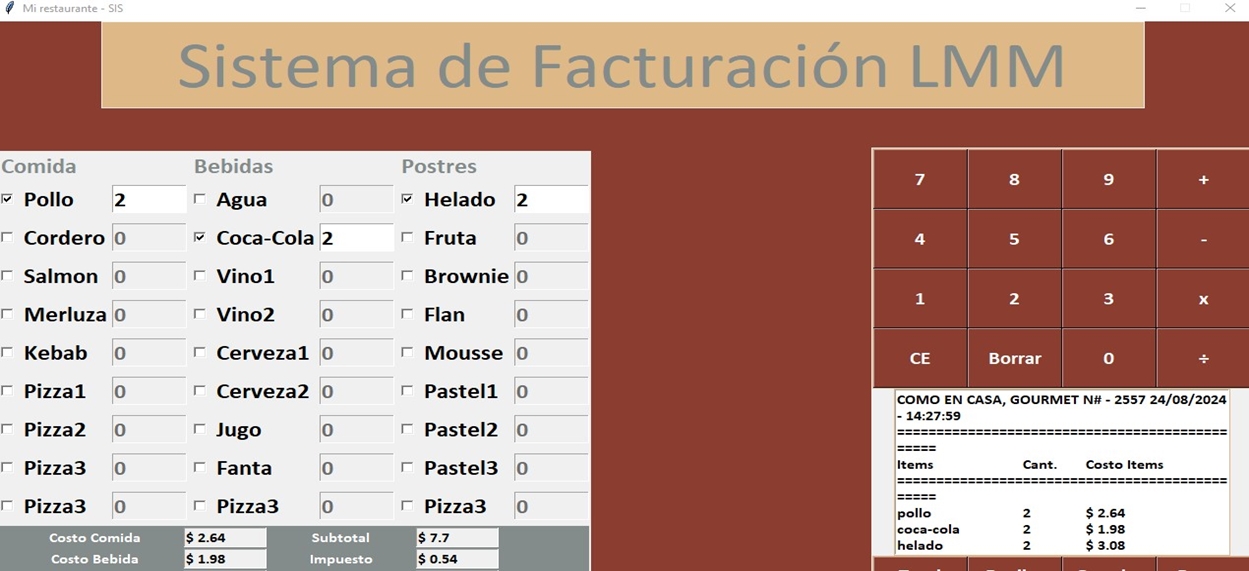 Mi restaurante - SIS
Sistema de Facturación LMM
Comida Bebidas Postres
Pollo 2 Agua 0 Helado 2
Cordero 0 Coca-Cola 2 Fruta 0
Salmon 0 Vino1 0 Brownie 0
Merluza 0 Vino2 0 Flan 0
Kebab 0 Cerveza1 0 Mousse 0
Pizza1 0 Cerveza2 0 Pastel1 0
Pizza2 0 Jugo 0 Pastel2 0
Pizza3 0 Fanta 0 Pastel3 0
Pizza3 0 Pizza3 0 Pizza3 0
Costo Comida $ 2.64 Subtotal $ 7.7
Costo Bebida $ 1.98 Impuesto $ 0.54
7 8 9 +
4 5 6 -
1 2 3 x
CE Borrar 0 ÷
COMO EN CASA, GOURMET N# - 2557 24/08/2024
- 14:27:59
==========================================
=====
Items Cant. Costo Items
==========================================
=====
pollo 2 $ 2.64
coca-cola 2 $ 1.98
helado 2 $ 3.08